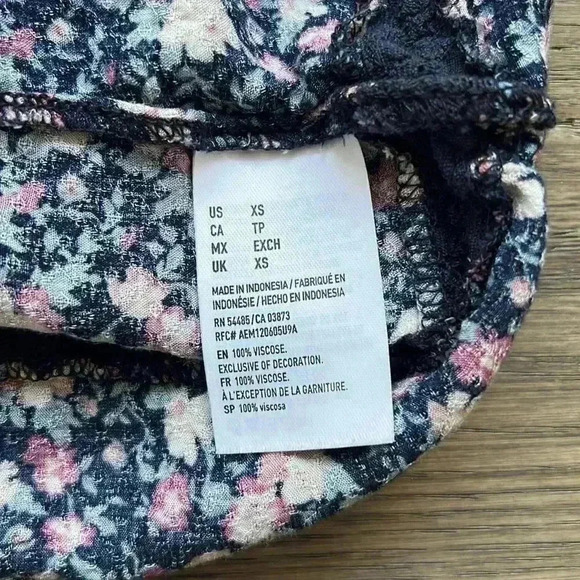 US XS
CA TP
MX EXCH
UK XS
MADE IN INDONESIA / FABRIQUÉ EN
INDONÉSIE / HECHO EN INDONESIA
RN 54485/CA 03873
RFC# AEM120605U9A
EN 100% VISCOSE.
EXCLUSIVE OF DECORATION.
FR 100% VISCOSE.
À L'EXCEPTION DE LA GARNITURE.
SP 100% viscosa